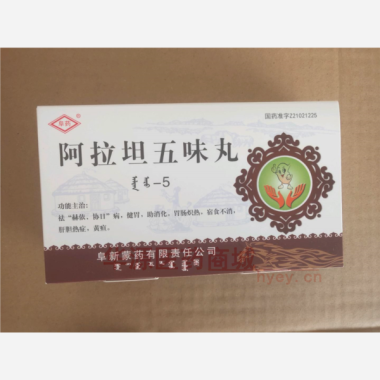 国药准字Z21021226
阿拉坦五味丸
-5
功能主治:
祛“赫依、协日”病，健胃，助消化。胃肠炽热，宿食不消，
肝胆热症，黄疸。
阜新蒙药有限责任公司